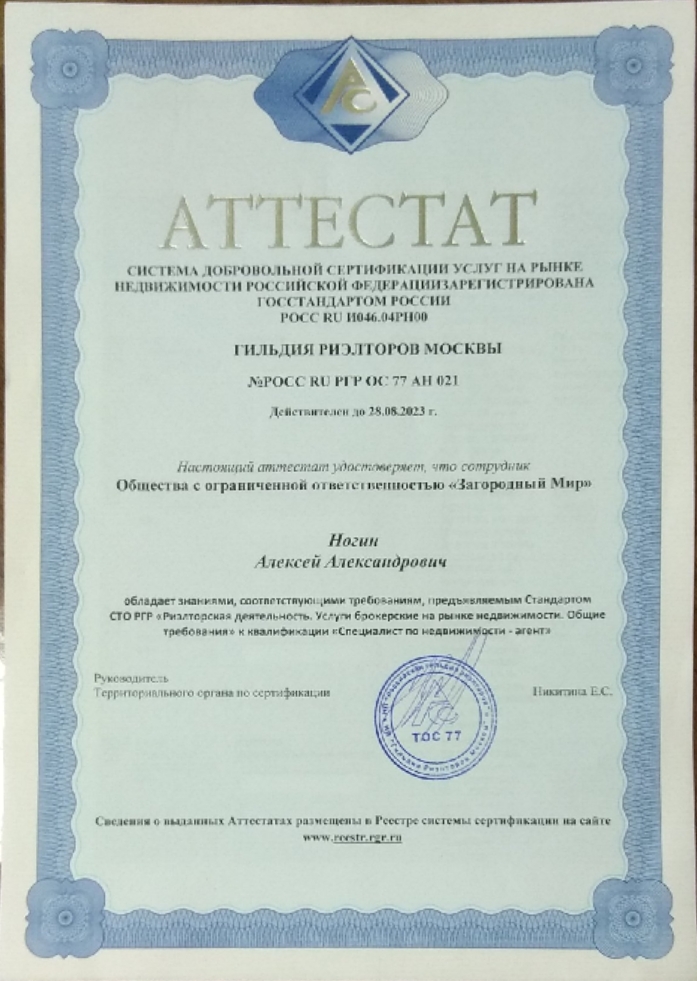 АС
АТТЕСТАТ
СИСТЕМА ДОБРОВОЛЬНОЙ СЕРТИФИКАЦИИ УСЛУГ НА РЫНКЕ
НЕДВИЖИМОСТИ РОССИЙСКОЙ ФЕДЕРАЦИИЗАРЕГИСТРИРОВАНА
ГОССТАНДАРТОМ РОССИИ
РОСС RU И046.04РН00
ГИЛЬДИЯ РИЭЛТОРОВ МОСКВЫ
№РОСС RU РГР ОС 77 АН 021
Действителен до 28.08.2023 г.
Настоящий аттестат удостоверяет, что сотрудник
Общества с ограниченной ответственностью «Загородный Мир»
Ногин
Алексей Александрович
обладает знаниями, соответствующими требованиям, предъявляемым Стандартом
СТО РГР «Риэлторская деятельность. Услуги брокерские на рынке недвижимости. Общие
требования» к квалификации «Специалист по недвижимости - агент»
Руководитель
Территориального органа по сертификации
Никитина Е.С.
АС
ТОС 77
Сведения о выданных Аттестатах размещены в Реестре системы сертификации на сайте
www.reestr.rgr.ru